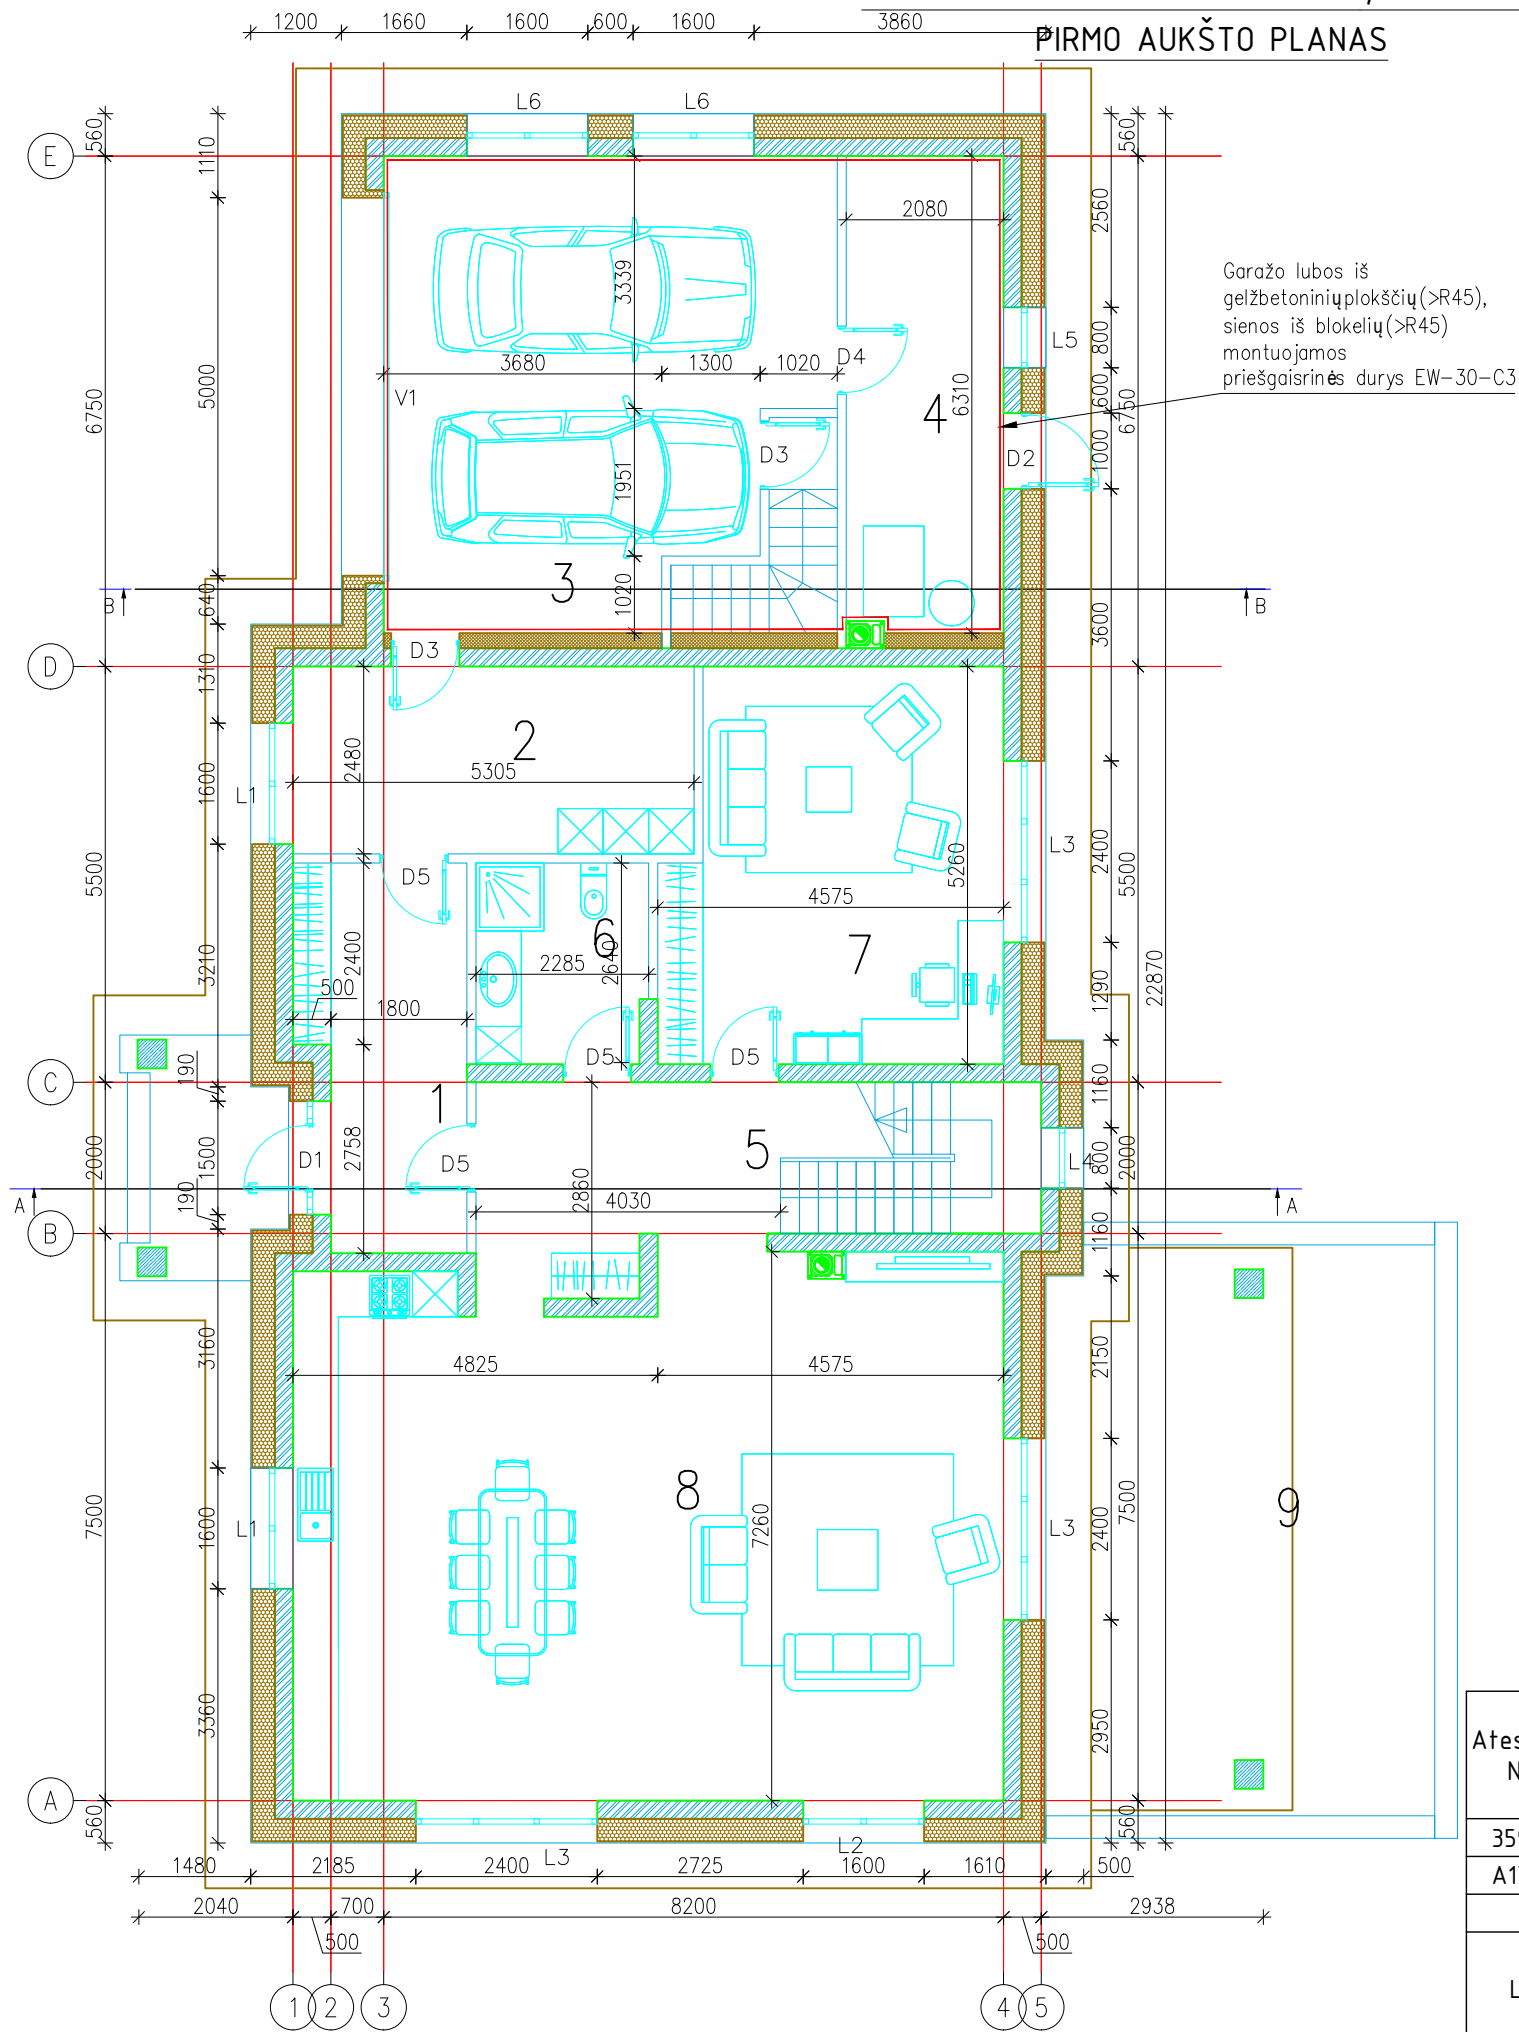 PIRMO AUKŠTO PLANAS
1200 1660 1600 600 1600 3860
L6 L6
E
560 1110
560
2560
2080
3339
Garažo lubos iš
gelžbetoninių plokščių(>R45),
sienos iš blokelių(>R45)
montuojamos
priešgaisrinės durys EW-30-C3
L5
800
D4
3680 1300 1020
V1
5000
6750
4
6310
600
6750
D3
D2
1000
1951
3
1020
B B
640
3600
D
D3
1310
2
2480
5305
1600
L1
L3
2400
5500
5500
D5
5260
4575
6
2640
7
2285
3210
2400
500
1800
1290
22870
D5 D5
C
190
1
1160
2000
1500
D1
2758
D5
5
L4
800
2000
2860
4030
A A
190
B
1160
3160
4825 4575
2150
8
7260
7500
7500
1600
L1
L3
2400
9
3360
2950
A
560
560
L3 L2
1480 2185 2400 2725 1600 1610 500
2040 700 8200 2938
500 500
1 2 3 4 5
Ates
N
35
A1
L